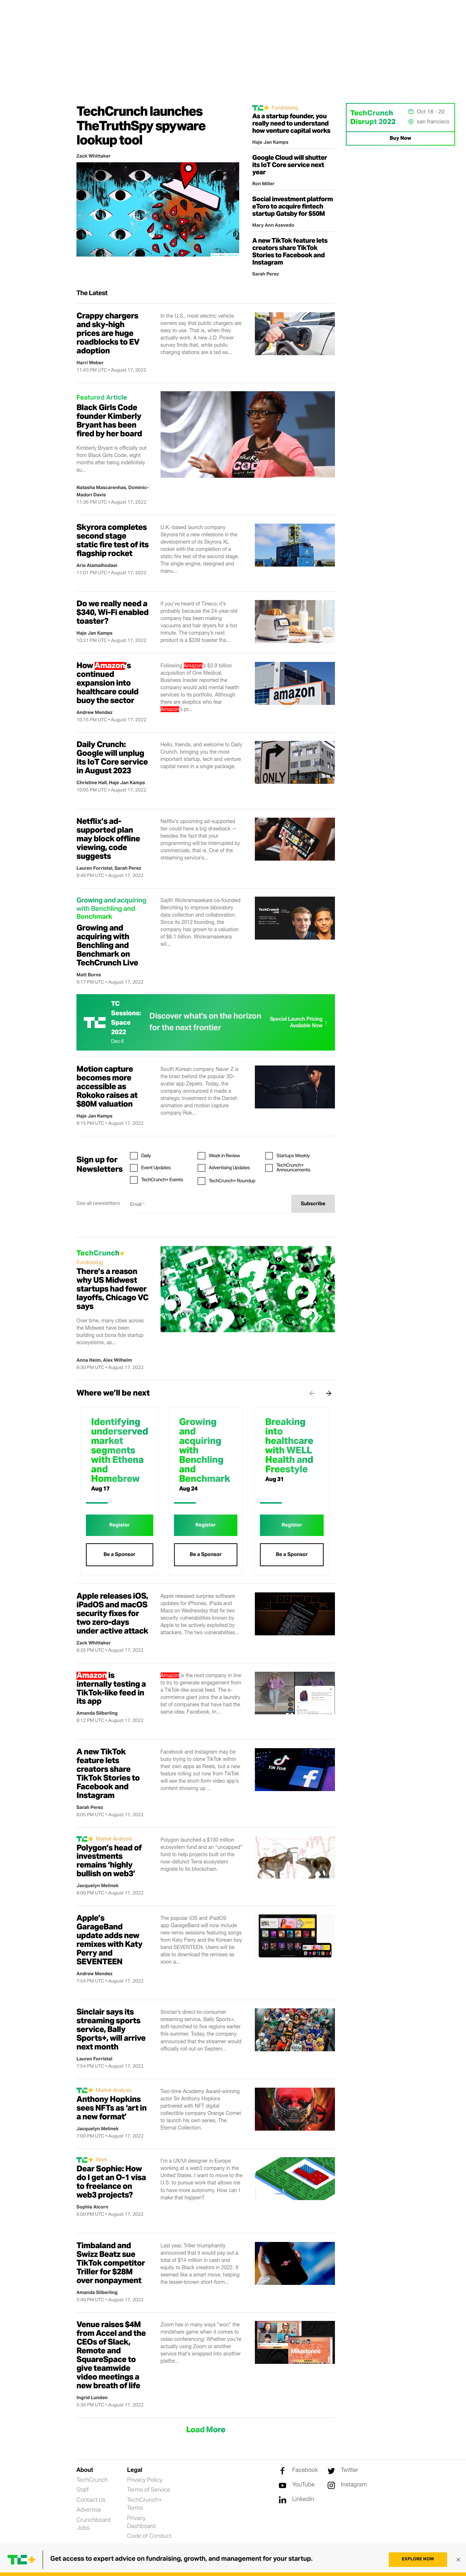 TechCrunch launches
TheTruthSpy spyware
lookup tool
Zack Whittaker
TC+ Fundraising
As a startup founder, you
really need to understand
how venture capital works
Haje Jan Kamps
Google Cloud will shutter
its IoT Core service next
year
Ron Miller
Social investment platform
eToro to acquire fintech
startup Gatsby for $50M
Mary Ann Azevedo
A new TikTok feature lets
creators share TikTok
Stories to Facebook and
Instagram
Sarah Perez
TechCrunch
Disrupt 2022
Oct 18 - 20
san francisco
Buy Now
The Latest
Crappy chargers
and sky-high
prices are huge
roadblocks to EV
adoption
Harri Weber
11:43 PM UTC • August 17, 2022
In the U.S., most electric vehicle
owners say that public chargers are
easy to use. That is, when they
actually work. A new J.D. Power
survey finds that, while public
charging stations are a tad ea...
Featured Article
Black Girls Code
founder Kimberly
Bryant has been
fired by her board
Kimberly Bryant is officially out
from Black Girls Code, eight
months after being indefinitely
su...
Natasha Mascarenhas, Dominic-
Madori Davis
11:36 PM UTC • August 17, 2022
Skyrora completes
second stage
static fire test of its
flagship rocket
Aria Alamalhodaei
11:01 PM UTC • August 17, 2022
U.K.-based launch company
Skyrora hit a new milestone in the
development of its Skyrora XL
rocket with the completion of a
static fire test of the second stage.
The single engine, designed and
manu...
Do we really need a
$340, Wi-Fi enabled
toaster?
Haje Jan Kamps
10:21 PM UTC • August 17, 2022
If you've heard of Tineco, it's
probably because the 24-year-old
company has been making
vacuums and hair dryers for a hot
minute. The company's next
product is a $339 toaster tha...
How Amazon's
continued
expansion into
healthcare could
buoy the sector
Andrew Mendez
10:15 PM UTC • August 17, 2022
Following Amazon's $3.9 billion
acquisition of One Medical,
Business Insider reported the
company would add mental health
services to its portfolio. Although
there are skeptics who fear
Amazon's pr...
amazon
Daily Crunch:
Google will unplug
its IoT Core service
in August 2023
Christine Hall, Haje Jan Kamps
10:05 PM UTC • August 17, 2022
Hello, friends, and welcome to Daily
Crunch, bringing you the most
important startup, tech and venture
capital news in a single package.
ONLY
Netflix's ad-
supported plan
may block offline
viewing, code
suggests
Lauren Forristal, Sarah Perez
9:48 PM UTC • August 17, 2022
Netflix's upcoming ad-supported
tier could have a big drawback —
besides the fact that your
programming will be interrupted by
commercials, that is. One of the
streaming service's...
Growing and acquiring
with Benchling and
Benchmark
Growing and
acquiring with
Benchling and
Benchmark on
TechCrunch Live
Matt Burns
9:17 PM UTC • August 17, 2022
Sajith Wickramasekara co-founded
Benchling to improve laboratory
data collection and collaboration.
Since its 2012 founding, the
company has grown to a valuation
of $6.1 billion. Wickramasekara
wil...
TC
TC
Sessions:
Space
2022
Dec 6
Discover what's on the horizon
for the next frontier
Special Launch Pricing
Available Now
Motion capture
becomes more
accessible as
Rokoko raises at
$80M valuation
Haje Jan Kamps
9:15 PM UTC • August 17, 2022
South Korean company Naver Z is
the brain behind the popular 3D-
avatar app Zepeto. Today, the
company announced it made a
strategic investment in the Danish
animation and motion capture
company Rok...
Sign up for
Newsletters
Daily
Week in Review
Startups Weekly
Event Updates
Advertising Updates
TechCrunch+
Announcements
TechCrunch+ Events
TechCrunch+ Roundup
See all newsletters
Email *
Subscribe
TechCrunch+
Fundraising
There's a reason
why US Midwest
startups had fewer
layoffs, Chicago VC
says
Over time, many cities across
the Midwest have been
building out bona fide startup
ecosystems, as...
Anna Heim, Alex Wilhelm
8:30 PM UTC • August 17, 2022
Where we'll be next
Identifying
underserved
market
segments
with Ethena
and
Homebrew
Aug 17
Register
Be a Sponsor
Growing
and
acquiring
with
Benchling
and
Benchmark
Aug 24
Register
Be a Sponsor
Breaking
into
healthcare
with WELL
Health and
Freestyle
Aug 31
Register
Be a Sponsor
Apple releases iOS,
iPadOS and macOS
security fixes for
two zero-days
under active attack
Zack Whittaker
8:26 PM UTC • August 17, 2022
Apple released surprise software
updates for iPhones, iPads and
Macs on Wednesday that fix two
security vulnerabilities known by
Apple to be actively exploited by
attackers. The two vulnerabilities...
Amazon is
internally testing a
TikTok-like feed in
its app
Amanda Silberling
8:12 PM UTC • August 17, 2022
Amazon is the next company in line
to try to generate engagement from
a TikTok-like social feed. The e-
commerce giant joins the a laundry
list of companies that have had the
same idea: Facebook, In...
A new TikTok
feature lets
creators share
TikTok Stories to
Facebook and
Instagram
Sarah Perez
8:05 PM UTC • August 17, 2022
Facebook and Instagram may be
busy trying to clone TikTok within
their own apps as Reels, but a new
feature rolling out now from TikTok
will see the short-form video app's
content showing up ...
TikTok
TC+ Market Analysis
Polygon's head of
investments
remains 'highly
bullish on web3'
Jacquelyn Melinek
8:00 PM UTC • August 17, 2022
Polygon launched a $100 million
ecosystem fund and an "uncapped"
fund to help projects built on the
now-defunct Terra ecosystem
migrate to its blockchain.
Apple's
GarageBand
update adds new
remixes with Katy
Perry and
SEVENTEEN
Andrew Mendez
7:54 PM UTC • August 17, 2022
The popular iOS and iPadOS
app GarageBand will now include
new remix sessions featuring songs
from Katy Perry and the Korean boy
band SEVENTEEN. Users will be
able to download the remixes as
soon a...
Sinclair says its
streaming sports
service, Bally
Sports+, will arrive
next month
Lauren Forristal
7:54 PM UTC • August 17, 2022
Sinclair's direct-to-consumer
streaming service, Bally Sports+,
soft-launched to five regions earlier
this summer. Today, the company
announced that the streamer would
officially roll out on Septem...
TC+ Market Analysis
Anthony Hopkins
sees NFTs as 'art in
a new format'
Jacquelyn Melinek
7:00 PM UTC • August 17, 2022
Two-time Academy Award-winning
actor Sir Anthony Hopkins
partnered with NFT digital
collectible company Orange Comet
to launch his own series, The
Eternal Collection.
TC+ Work
Dear Sophie: How
do I get an O-1 visa
to freelance on
web3 projects?
Sophie Alcorn
6:00 PM UTC • August 17, 2022
I'm a UX/UI designer in Europe
working at a web3 company in the
United States. I want to move to the
U.S. to pursue work that allows me
to have more autonomy. How can I
make that happen?
Timbaland and
Swizz Beatz sue
TikTok competitor
Triller for $28M
over nonpayment
Amanda Silberling
5:40 PM UTC • August 17, 2022
Last year, Triller triumphantly
announced that it would pay out a
total of $14 million in cash and
equity to Black creators in 2022. It
seemed like a smart move, helping
the lesser-known short-form...
Venue raises $4M
from Accel and the
CEOs of Slack,
Remote and
SquareSpace to
give teamwide
video meetings a
new breath of life
Ingrid Lunden
5:35 PM UTC • August 17, 2022
Zoom has in many ways "won" the
mindshare game when it comes to
video conferencing: Whether you're
actually using Zoom or another
service that's wrapped into another
platfor...
Milestones
Load More
About
TechCrunch
Staff
Contact Us
Advertise
Crunchboard
Jobs
Legal
Privacy Policy
Terms of Service
TechCrunch+
Terms
Privacy
Dashboard
Code of Conduct
Facebook
Twitter
YouTube
Instagram
LinkedIn
TC+
Get access to expert advice on fundraising, growth, and management for your startup.
EXPLORE NOW